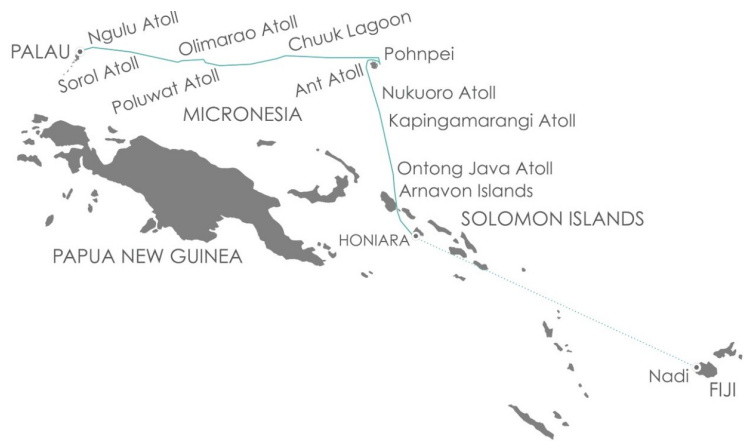 Ngulu Atoll
PALAU
Sorol Atoll
Olimarao Atoll
Poluwat Atoll
Chuuk Lagoon
Pohnpei
Ant Atoll
MICRONESIA
Nukuoro Atoll
Kapingamarangi Atoll
Ontong Java Atoll
Arnavon Islands
SOLOMON ISLANDS
HONIARA
PAPUA NEW GUINEA
Nadi
FIJI